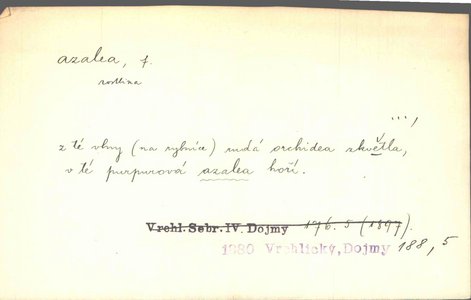 azalea, f.
rostlina
...,
z té vlny (na rybníce) rudá orchidea zkvětla,
v té purpurová azalea hoří.
Vrchl. Sebr. IV. Dojmy 176. 5 (1897).
1880 Vrchlický, Dojmy 188, 5